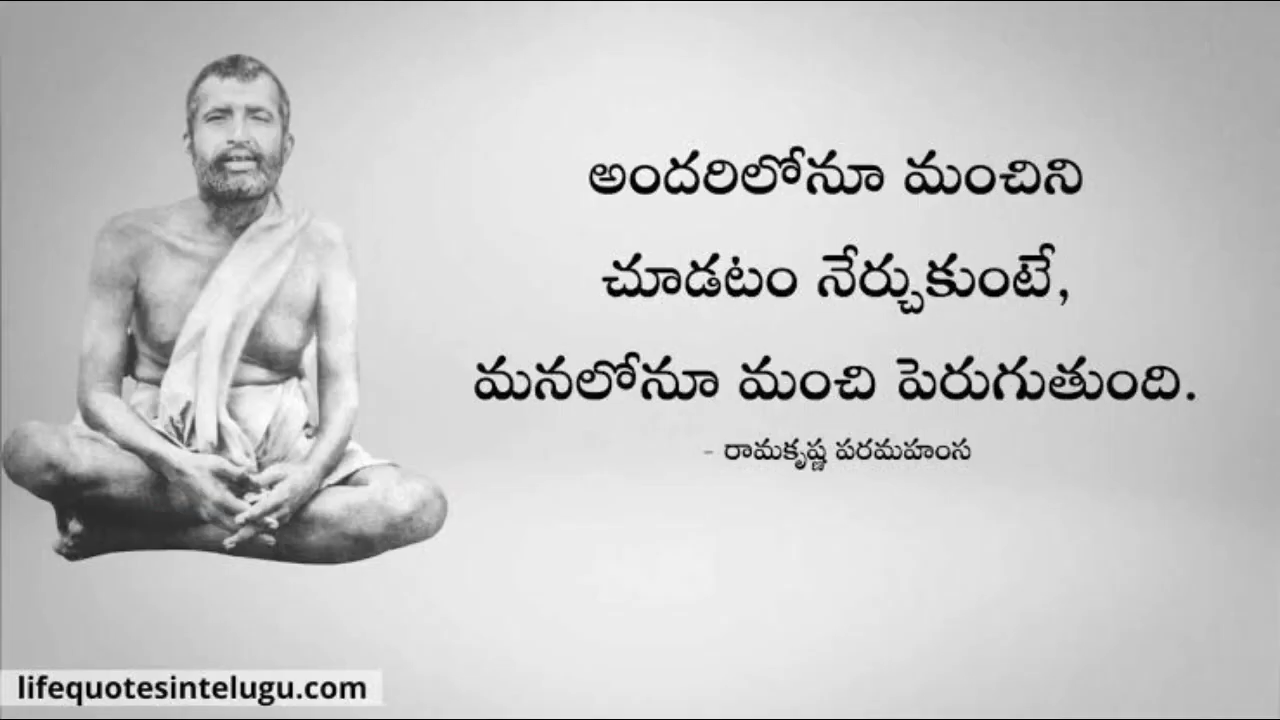 అందరిలోనూ మంచిని
చూడటం నేర్చుకుంటే,
మనలోనూ మంచి పెరుగుతుంది.
- రామకృష్ణ పరమహంస
lifequotesintelugu.com